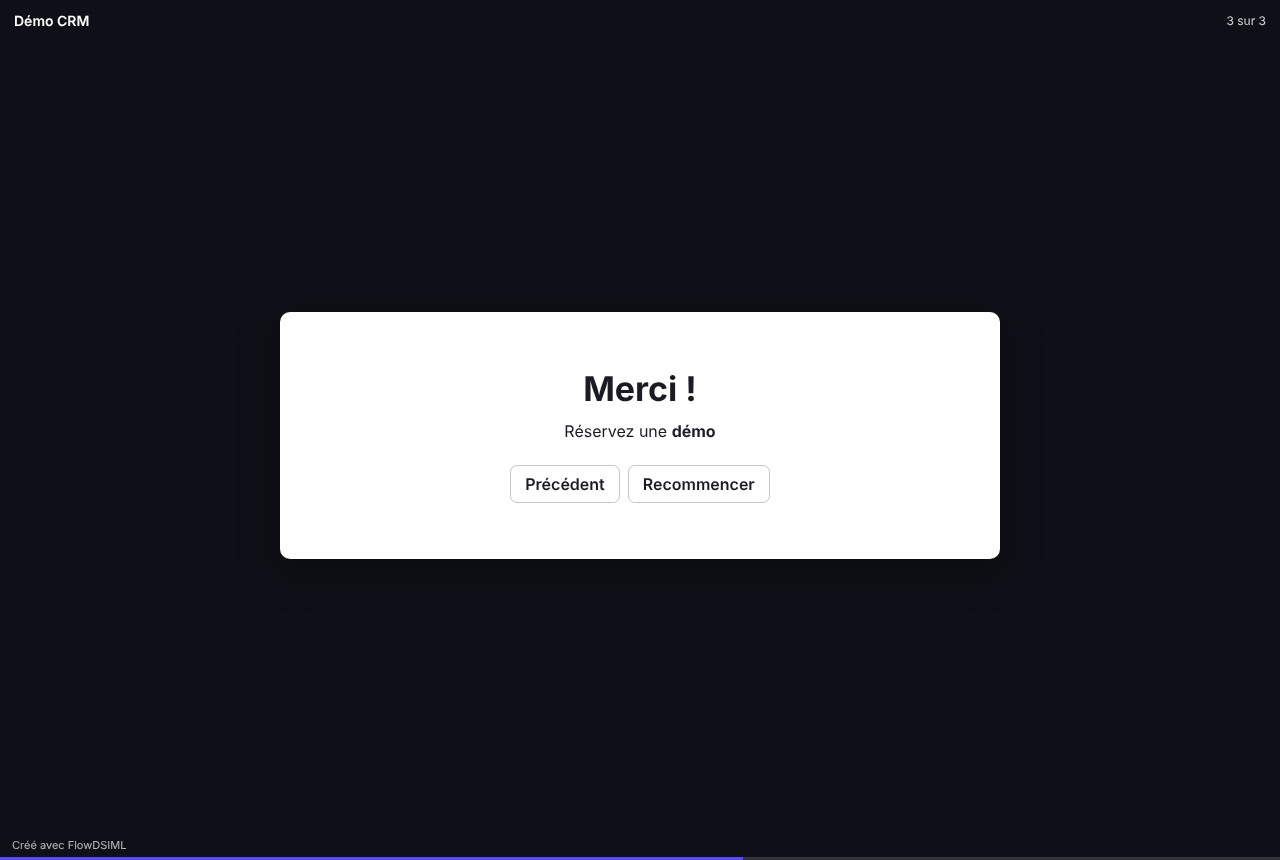 Démo CRM
3 sur 3
Merci !
Réservez une démo
Précédent
Recommencer
Créé avec FlowDSIML